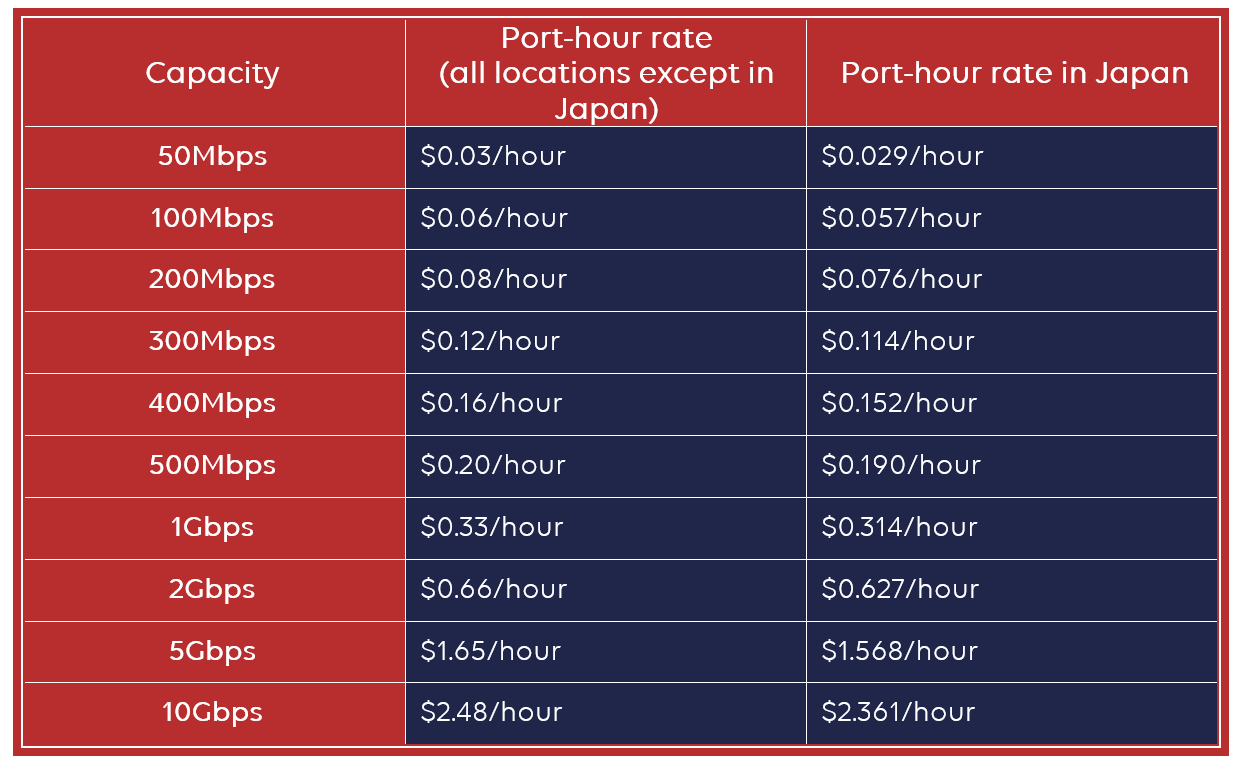 Capacity
Port-hour rate
(all locations except in
Japan)
Port-hour rate in Japan
50Mbps
$0.03/hour
$0.029/hour
100Mbps
$0.06/hour
$0.057/hour
200Mbps
$0.08/hour
$0.076/hour
300Mbps
$0.12/hour
$0.114/hour
400Mbps
$0.16/hour
$0.152/hour
500Mbps
$0.20/hour
$0.190/hour
1Gbps
$0.33/hour
$0.314/hour
2Gbps
$0.66/hour
$0.627/hour
5Gbps
$1.65/hour
$1.568/hour
10Gbps
$2.48/hour
$2.361/hour